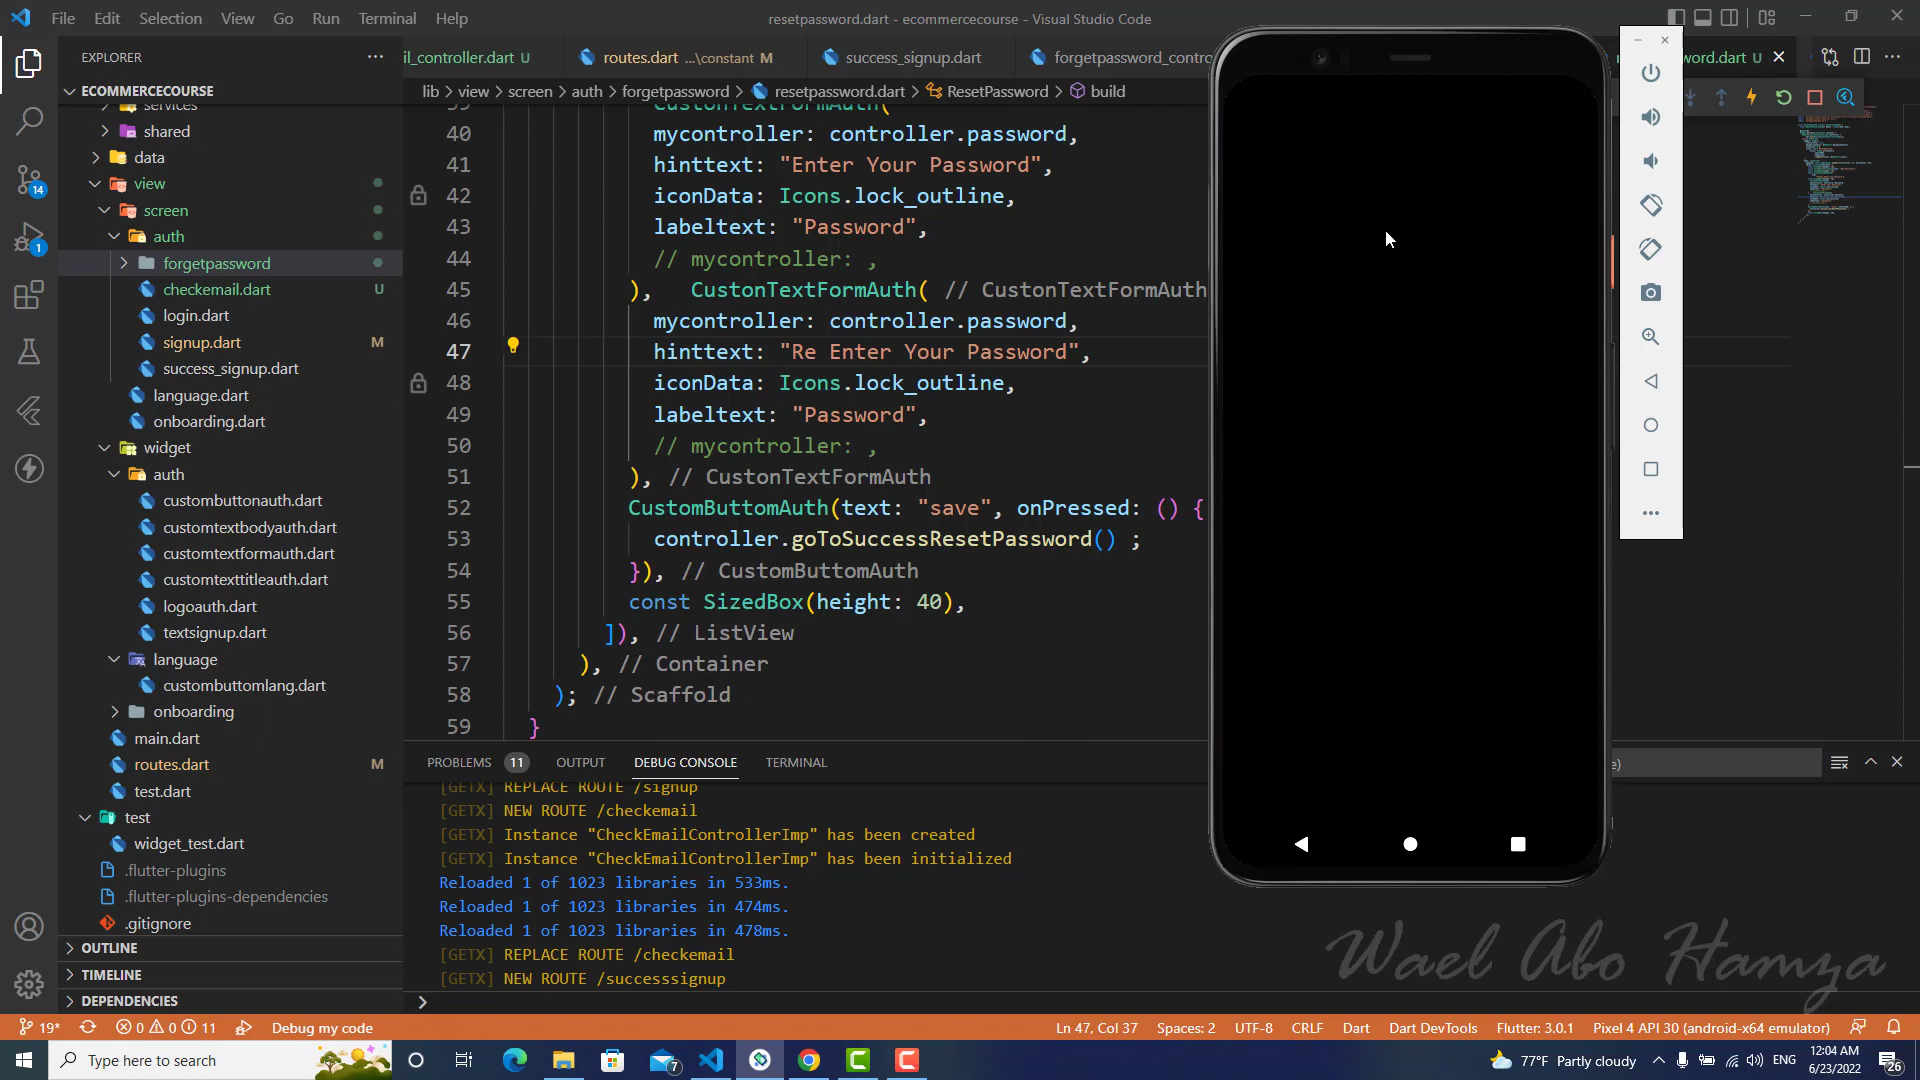 File Edit Selection View Go Run Terminal Help
resetpassword.dart - ecommercecourse - Visual Studio Code
EXPLORER
il_controller.dart U
routes.dart ...\constant M
success_signup.dart
forgetpassword_contro
word.dart U
ECOMMERCECOURSE
lib > view > screen > auth > forgetpassword > resetpassword.dart > ResetPassword > build
services
shared
data
view
screen
auth
forgetpassword
checkemail.dart U
login.dart
signup.dart M
success_signup.dart
language.dart
onboarding.dart
widget
auth
custombuttonauth.dart
customtextbodyauth.dart
customtextformauth.dart
customtexttitleauth.dart
logoauth.dart
textsignup.dart
language
custombuttomlang.dart
onboarding
main.dart
routes.dart M
test.dart
test
widget_test.dart
.flutter-plugins
.flutter-plugins-dependencies
.gitignore
OUTLINE
TIMELINE
DEPENDENCIES
14
1
39 CustonTextFormAuth(
40 mycontroller: controller.password,
41 hinttext: "Enter Your Password",
42 iconData: Icons.lock_outline,
43 labeltext: "Password",
44 // mycontroller: ,
45 ), CustonTextFormAuth( // CustonTextFormAuth
46 mycontroller: controller.password,
47 hinttext: "Re Enter Your Password",
48 iconData: Icons.lock_outline,
49 labeltext: "Password",
50 // mycontroller: ,
51 ), // CustonTextFormAuth
52 CustomButtomAuth(text: "save", onPressed: () {
53 controller.goToSuccessResetPassword() ;
54 }), // CustomButtomAuth
55 const SizedBox(height: 40),
56 ]), // ListView
57 ), // Container
58 ); // Scaffold
59 }
PROBLEMS 11 OUTPUT DEBUG CONSOLE TERMINAL
e)
[GETX] REPLACE ROUTE /signup
[GETX] NEW ROUTE /checkemail
[GETX] Instance "CheckEmailControllerImp" has been created
[GETX] Instance "CheckEmailControllerImp" has been initialized
Reloaded 1 of 1023 libraries in 533ms.
Reloaded 1 of 1023 libraries in 474ms.
Reloaded 1 of 1023 libraries in 478ms.
[GETX] REPLACE ROUTE /checkemail
[GETX] NEW ROUTE /successsignup
Wael Abo Hamza
19* 0 0 11 Debug my code
Ln 47, Col 37 Spaces: 2 UTF-8 CRLF Dart Dart DevTools Flutter: 3.0.1 Pixel 4 API 30 (android-x64 emulator)
Type here to search
7
77°F Partly cloudy
ENG
12:04 AM
6/23/2022
26